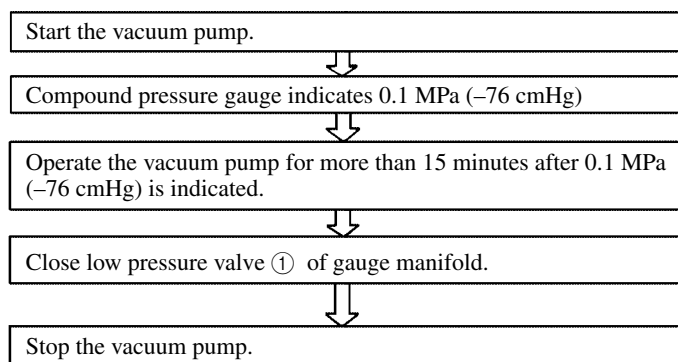 Start the vacuum pump.
Compound pressure gauge indicates 0.1 MPa (–76 cmHg)
Operate the vacuum pump for more than 15 minutes after 0.1 MPa
(–76 cmHg) is indicated.
Close low pressure valve ① of gauge manifold.
Stop the vacuum pump.